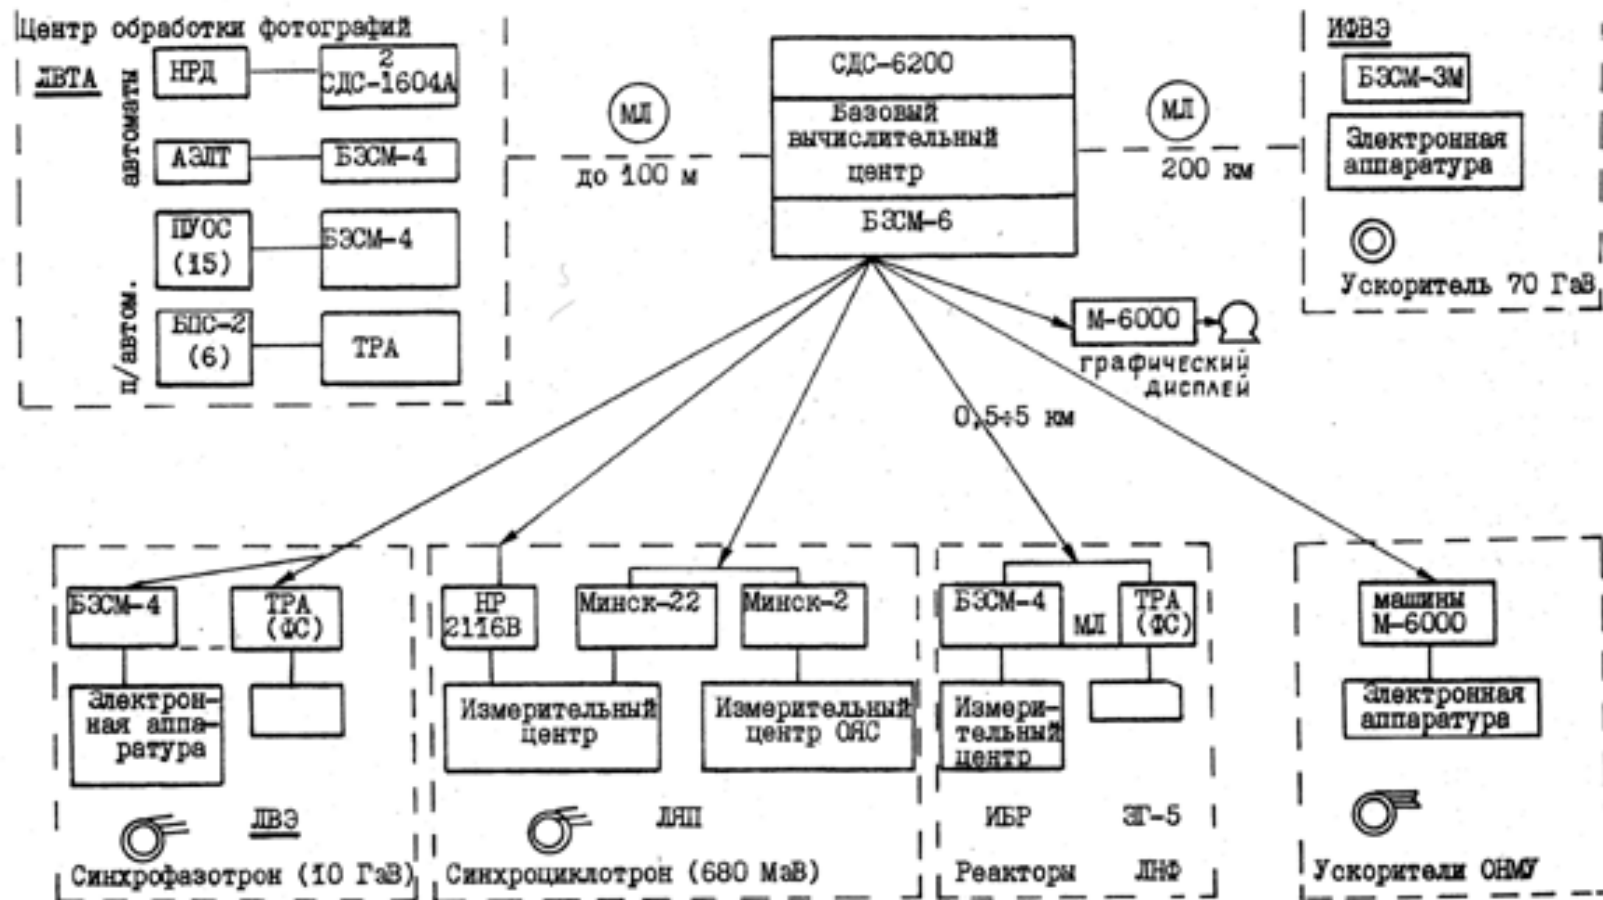 Центр обработки фотографий
ЛВТА
автоматы
НРД
2
СДС-1604А
АЭЛТ
БЭСМ-4
ПУОС
(15)
БЭСМ-4
п/автом.
БПС-2
(6)
ТРА
МЛ
до 100 м
СДС-6200
Базовый
вычислительный
центр
БЭСМ-6
МЛ
200 км
ИФВЭ
БЭСМ-3М
Электронная
аппаратура
Ускоритель 70 ГэВ
М-6000
графический
дисплей
0,5÷5 км
БЭСМ-4
ТРА
(ФС)
Электрон-
ная аппа-
ратура
ЛВЭ
Синхрофазотрон (10 ГэВ)
НР
2116В
Минск-22
Минск-2
Измерительный
центр
Измерительный
центр ОЯС
ЛЯП
Синхроциклотрон (680 МэВ)
БЭСМ-4
МЛ
ТРА
(ФС)
Измери-
тельный
центр
ИБР
ЭГ-5
Реакторы
ЛНФ
машины
М-6000
Электронная
аппаратура
Ускорители ОНМУ